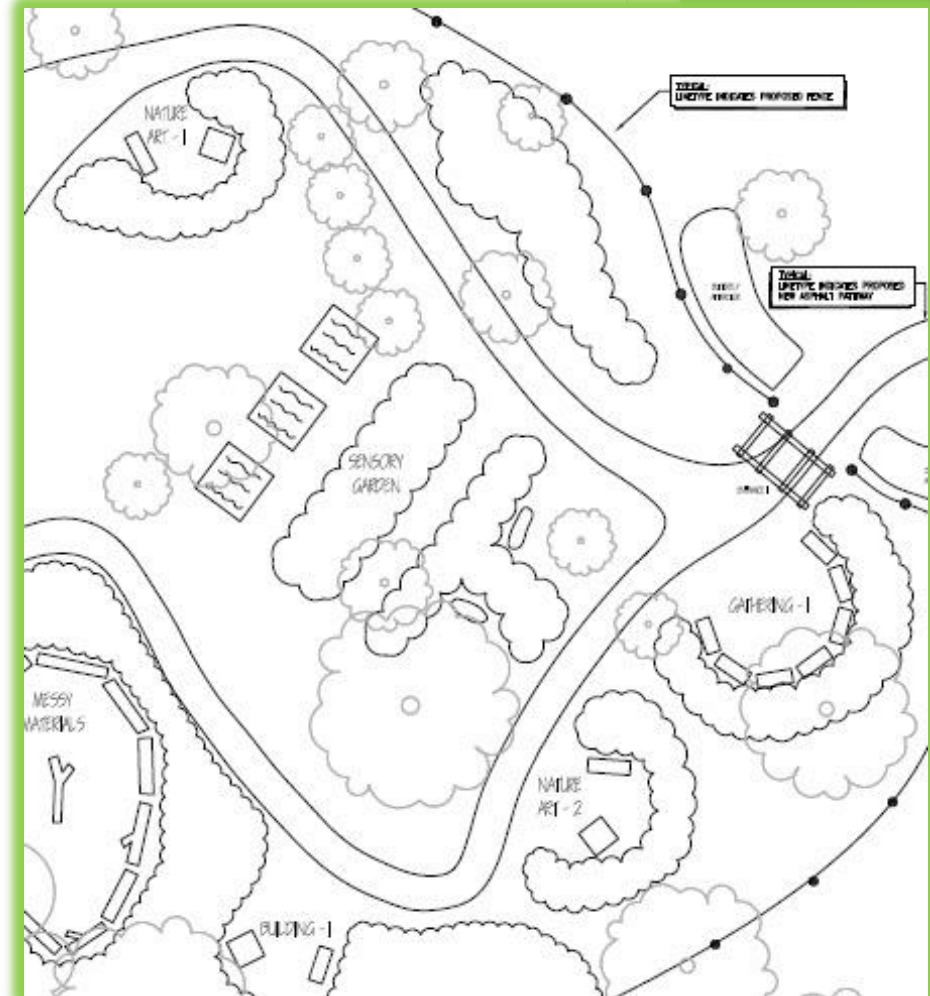 NATURE
ART - 1
TYPICAL:
LINETYPE INDICATES PROPOSED FENCE
TYPICAL:
LINETYPE INDICATES PROPOSED
NEW ASPHALT PATHWAY
SENSORY
GARDEN
GATHERING - 1
MESSY
MATERIALS
NATURE
ART - 2
BUILDING - 1